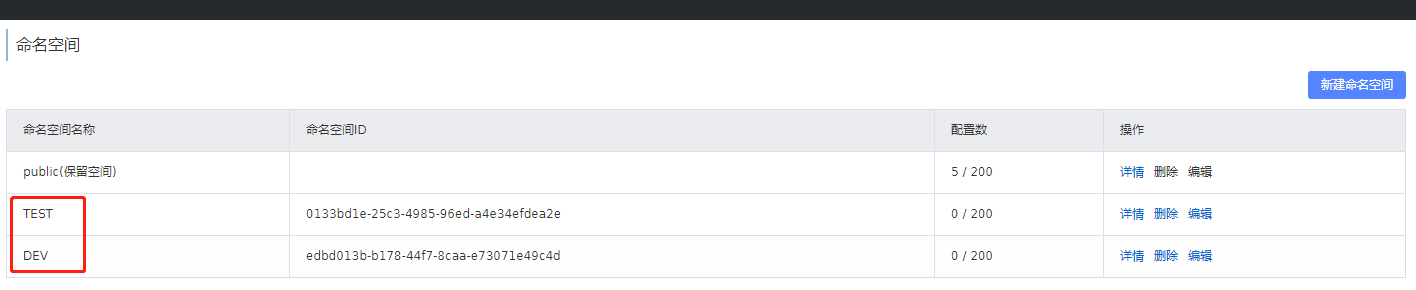 命名空间
新建命名空间
命名空间名称 命名空间ID 配置数 操作
public(保留空间) 5 / 200 详情 删除 编辑
TEST 0133bd1e-25c3-4985-96ed-a4e34efdea2e 0 / 200 详情 删除 编辑
DEV edbd013b-b178-44f7-8caa-e73071e49c4d 0 / 200 详情 删除 编辑